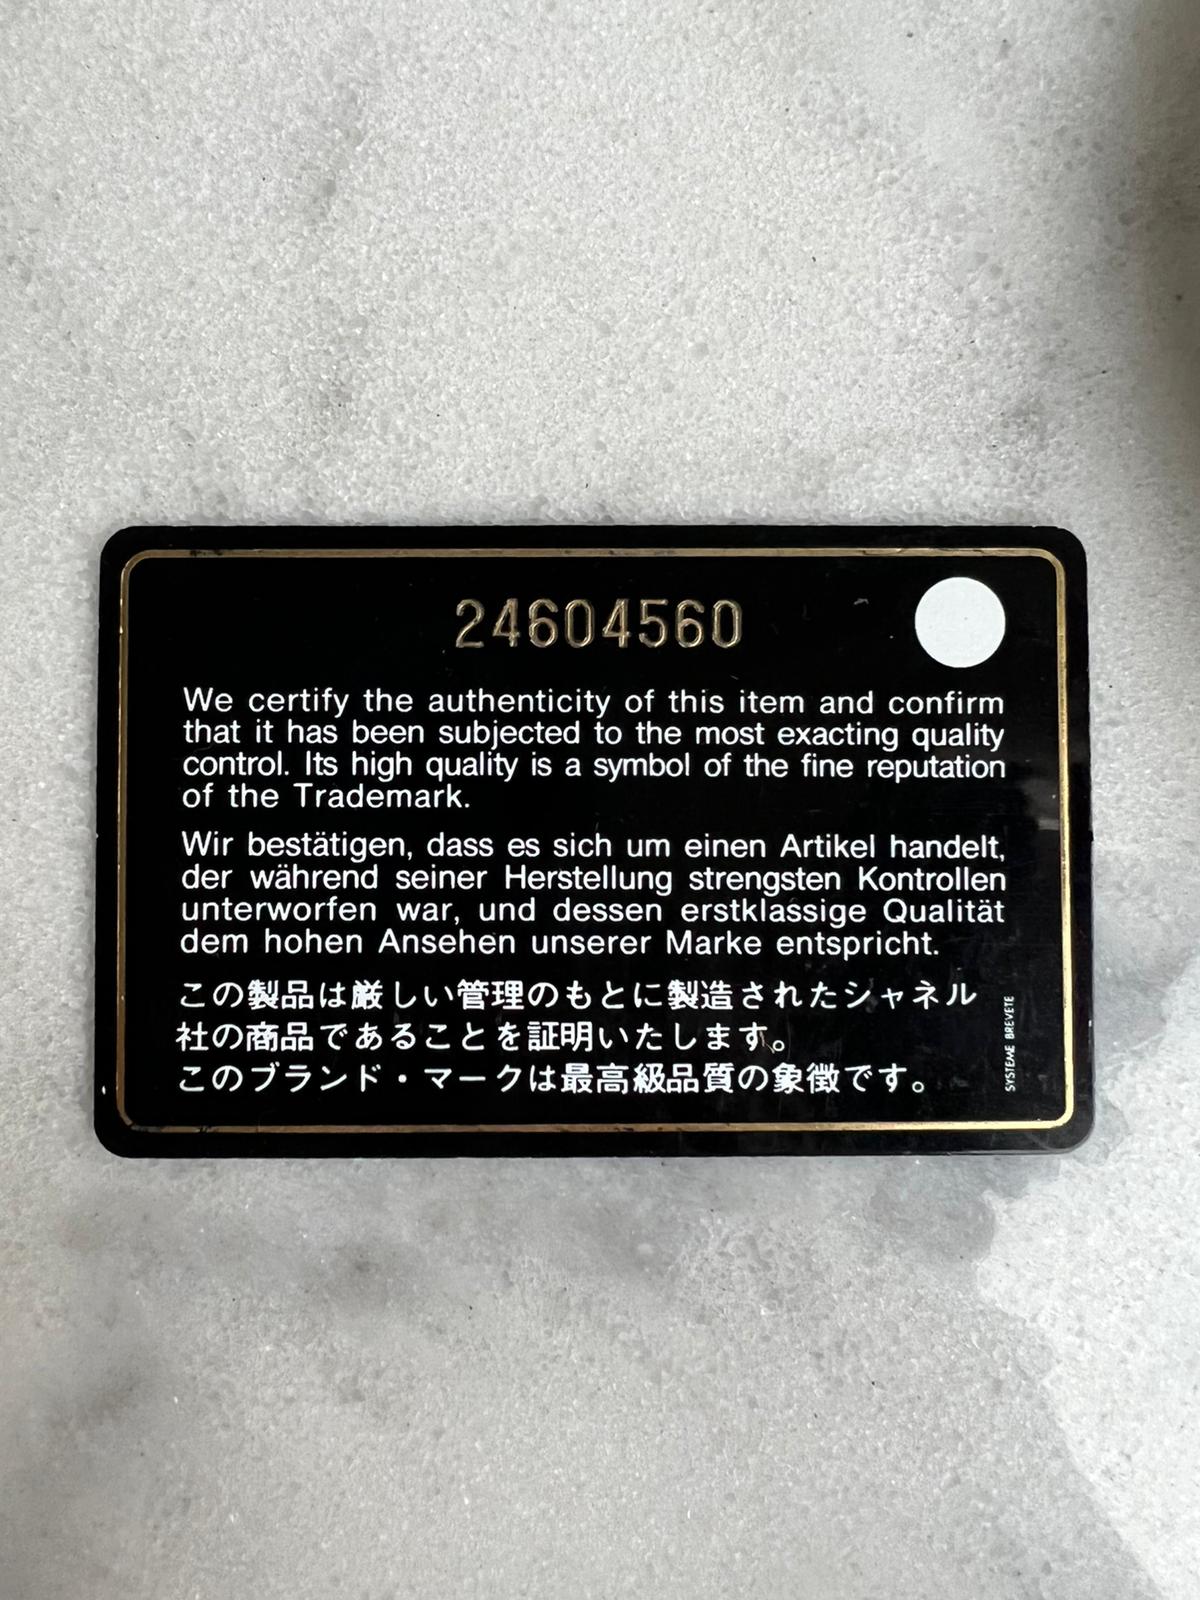 24604560
We certify the authenticity of this item and confirm
that it has been subjected to the most exacting quality
control. Its high quality is a symbol of the fine reputation
of the Trademark.
Wir bestätigen, dass es sich um einen Artikel handelt,
der während seiner Herstellung strengsten Kontrollen
unterworfen war, und dessen erstklassige Qualität
dem hohen Ansehen unserer Marke entspricht.
この製品は厳しい管理のもとに製造されたシャネル
社の商品であることを証明いたします。
このブランド・マークは最高級品質の象徴です。
SYSTEME BREVETE